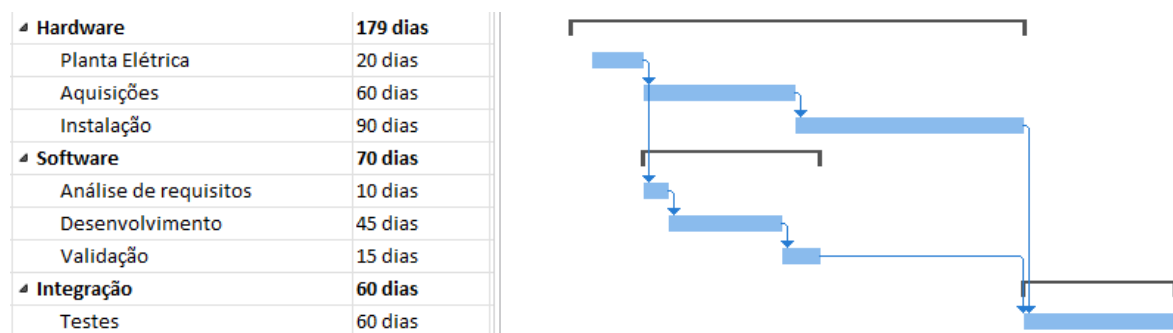 Hardware 179 dias
Planta Elétrica 20 dias
Aquisições 60 dias
Instalação 90 dias
Software 70 dias
Análise de requisitos 10 dias
Desenvolvimento 45 dias
Validação 15 dias
Integração 60 dias
Testes 60 dias